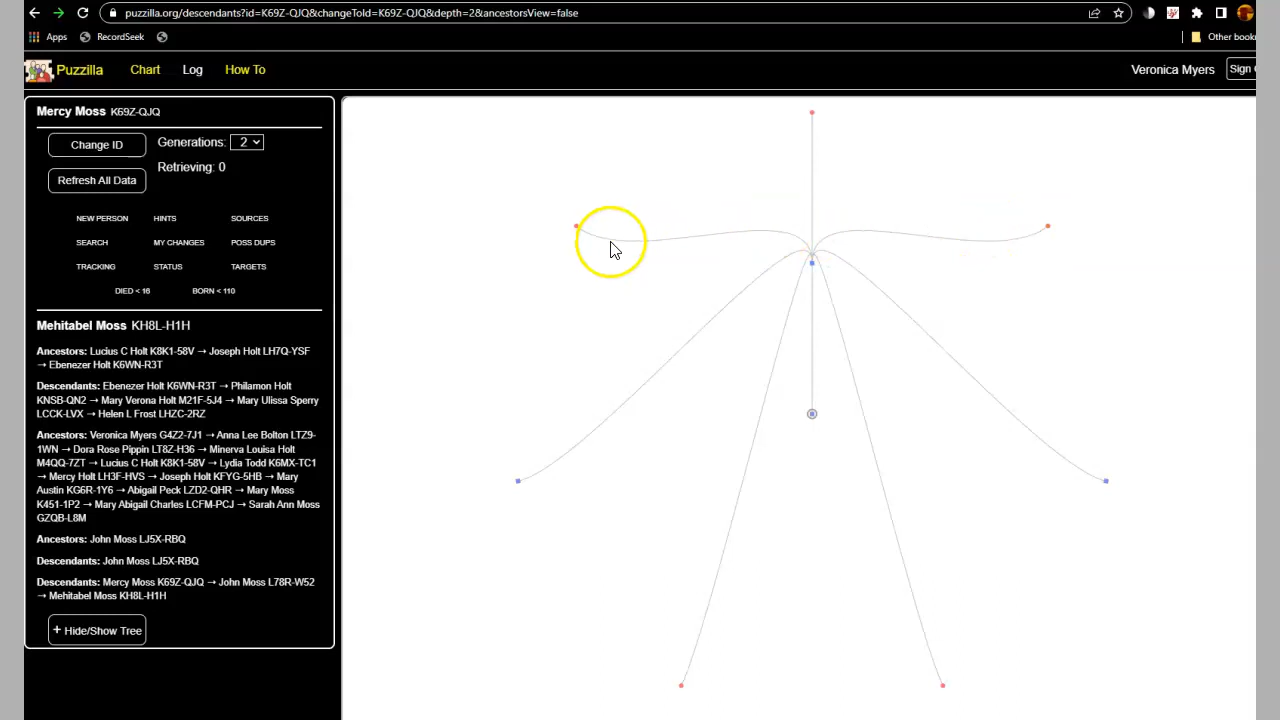 puzzilla.org/descendants?id=K69Z-QJQ&changeToId=K69Z-QJQ&depth=2&ancestorsView=false
Apps RecordSeek Other book
Puzzilla Chart Log How To Veronica Myers Sign
Mercy Moss K69Z-QJQ
Change ID Generations: 2
Retrieving: 0
Refresh All Data
NEW PERSON HINTS SOURCES
SEARCH MY CHANGES POSS DUPS
TRACKING STATUS TARGETS
DIED < 16 BORN < 110
Mehitabel Moss KH8L-H1H
Ancestors: Lucius C Holt K8K1-58V → Joseph Holt LH7Q-YSF
→ Ebenezer Holt K6WN-R3T
Descendants: Ebenezer Holt K6WN-R3T → Philamon Holt
KNSB-QN2 → Mary Verona Holt M21F-5J4 → Mary Ulissa Sperry
LCCK-LVX → Helen L Frost LHZC-2RZ
Ancestors: Veronica Myers G4Z2-7J1 → Anna Lee Bolton LTZ9-
1WN → Dora Rose Pippin LT8Z-H36 → Minerva Louisa Holt
M4QQ-7ZT → Lucius C Holt K8K1-58V → Lydia Todd K6MX-TC1
→ Mercy Holt LH3F-HVS → Joseph Holt KFYG-5HB → Mary
Austin KG6R-1Y6 → Abigail Peck LZD2-QHR → Mary Moss
K451-1P2 → Mary Abigail Charles LCFM-PCJ → Sarah Ann Moss
GZQB-L8M
Ancestors: John Moss LJ5X-RBQ
Descendants: John Moss LJ5X-RBQ
Descendants: Mercy Moss K69Z-QJQ → John Moss L78R-W52
→ Mehitabel Moss KH8L-H1H
+ Hide/Show Tree